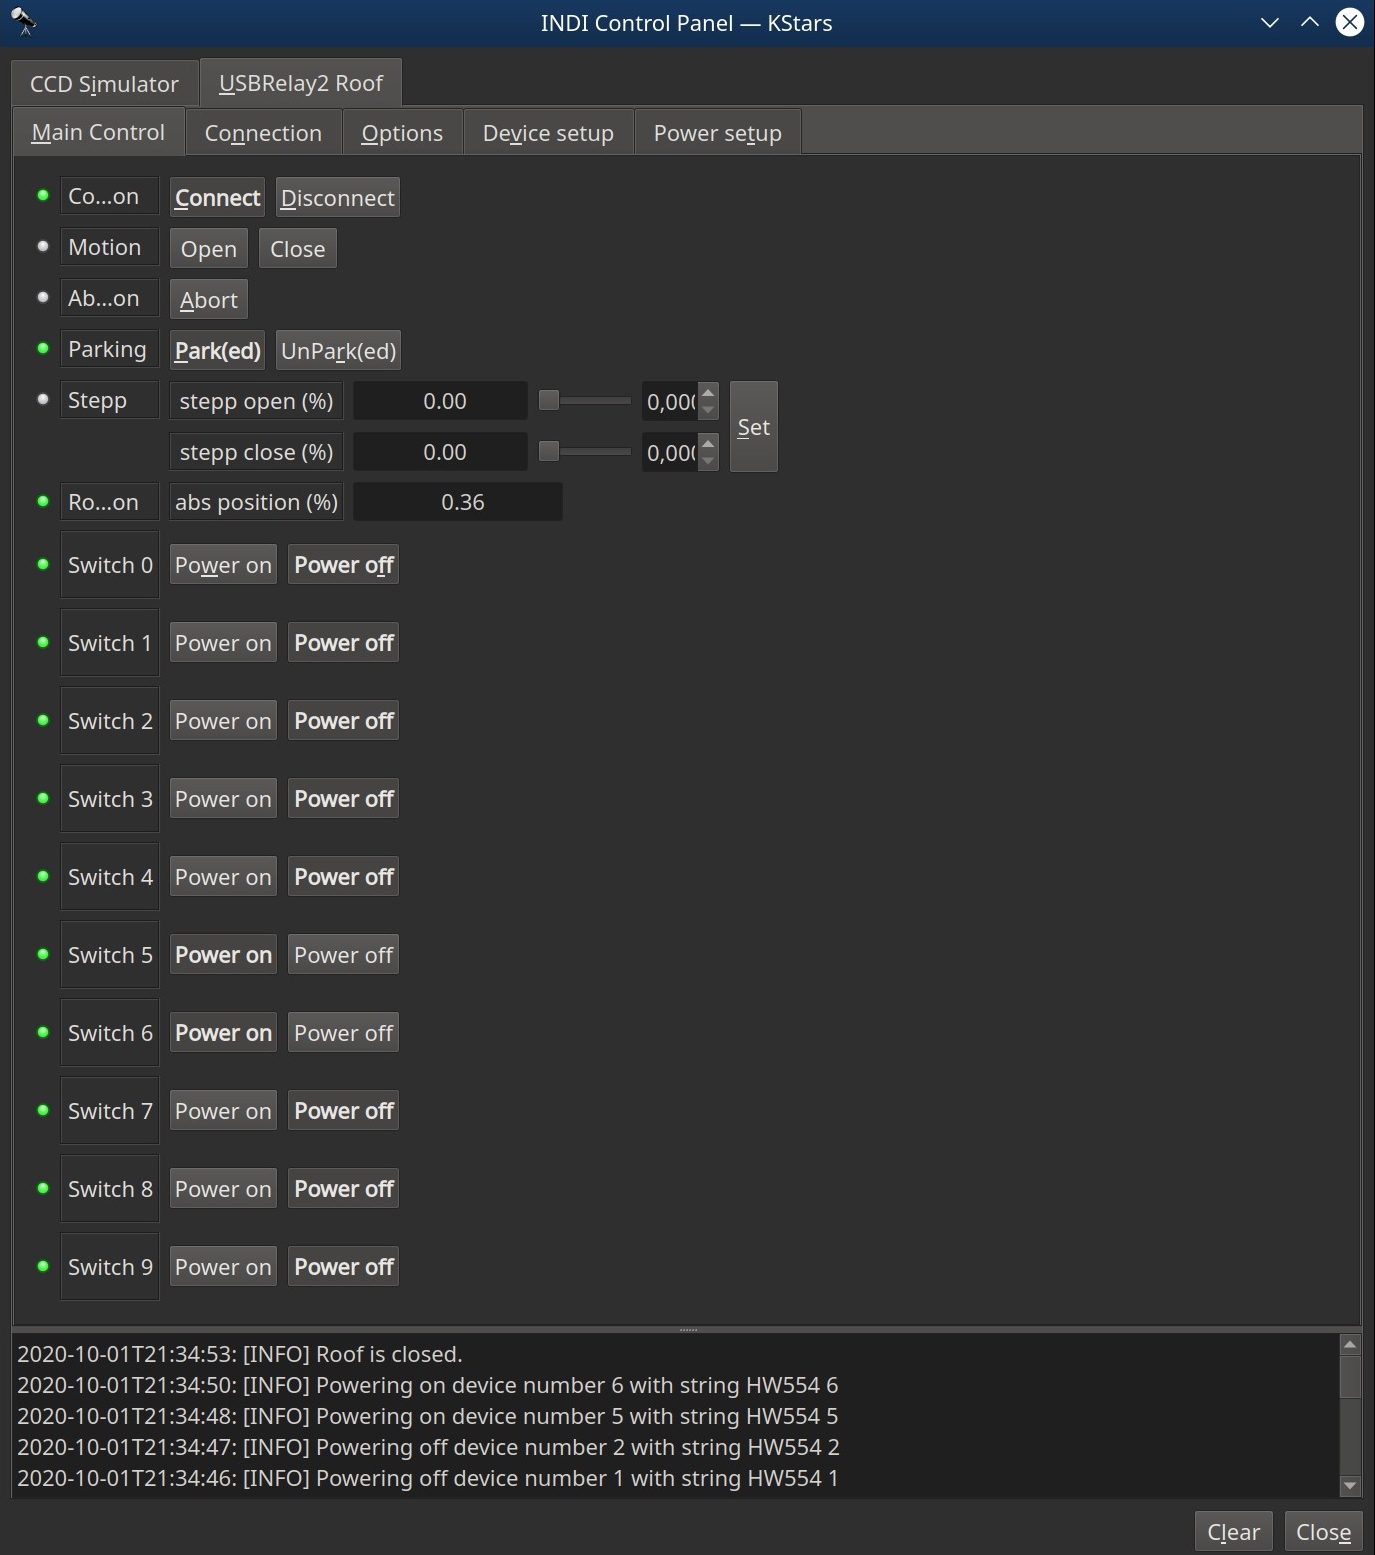 INDI Control Panel — KStars
CCD Simulator USBRelay2 Roof
Main Control Connection Options Device setup Power setup
Co...on Connect Disconnect
Motion Open Close
Ab...on Abort
Parking Park(ed) UnPark(ed)
Stepp stepp open (%) 0.00 0,00 Set
stepp close (%) 0.00 0,00
Ro...on abs position (%) 0.36
Switch 0 Power on Power off
Switch 1 Power on Power off
Switch 2 Power on Power off
Switch 3 Power on Power off
Switch 4 Power on Power off
Switch 5 Power on Power off
Switch 6 Power on Power off
Switch 7 Power on Power off
Switch 8 Power on Power off
Switch 9 Power on Power off
2020-10-01T21:34:53: [INFO] Roof is closed.
2020-10-01T21:34:50: [INFO] Powering on device number 6 with string HW554 6
2020-10-01T21:34:48: [INFO] Powering on device number 5 with string HW554 5
2020-10-01T21:34:47: [INFO] Powering off device number 2 with string HW554 2
2020-10-01T21:34:46: [INFO] Powering off device number 1 with string HW554 1
Clear Close